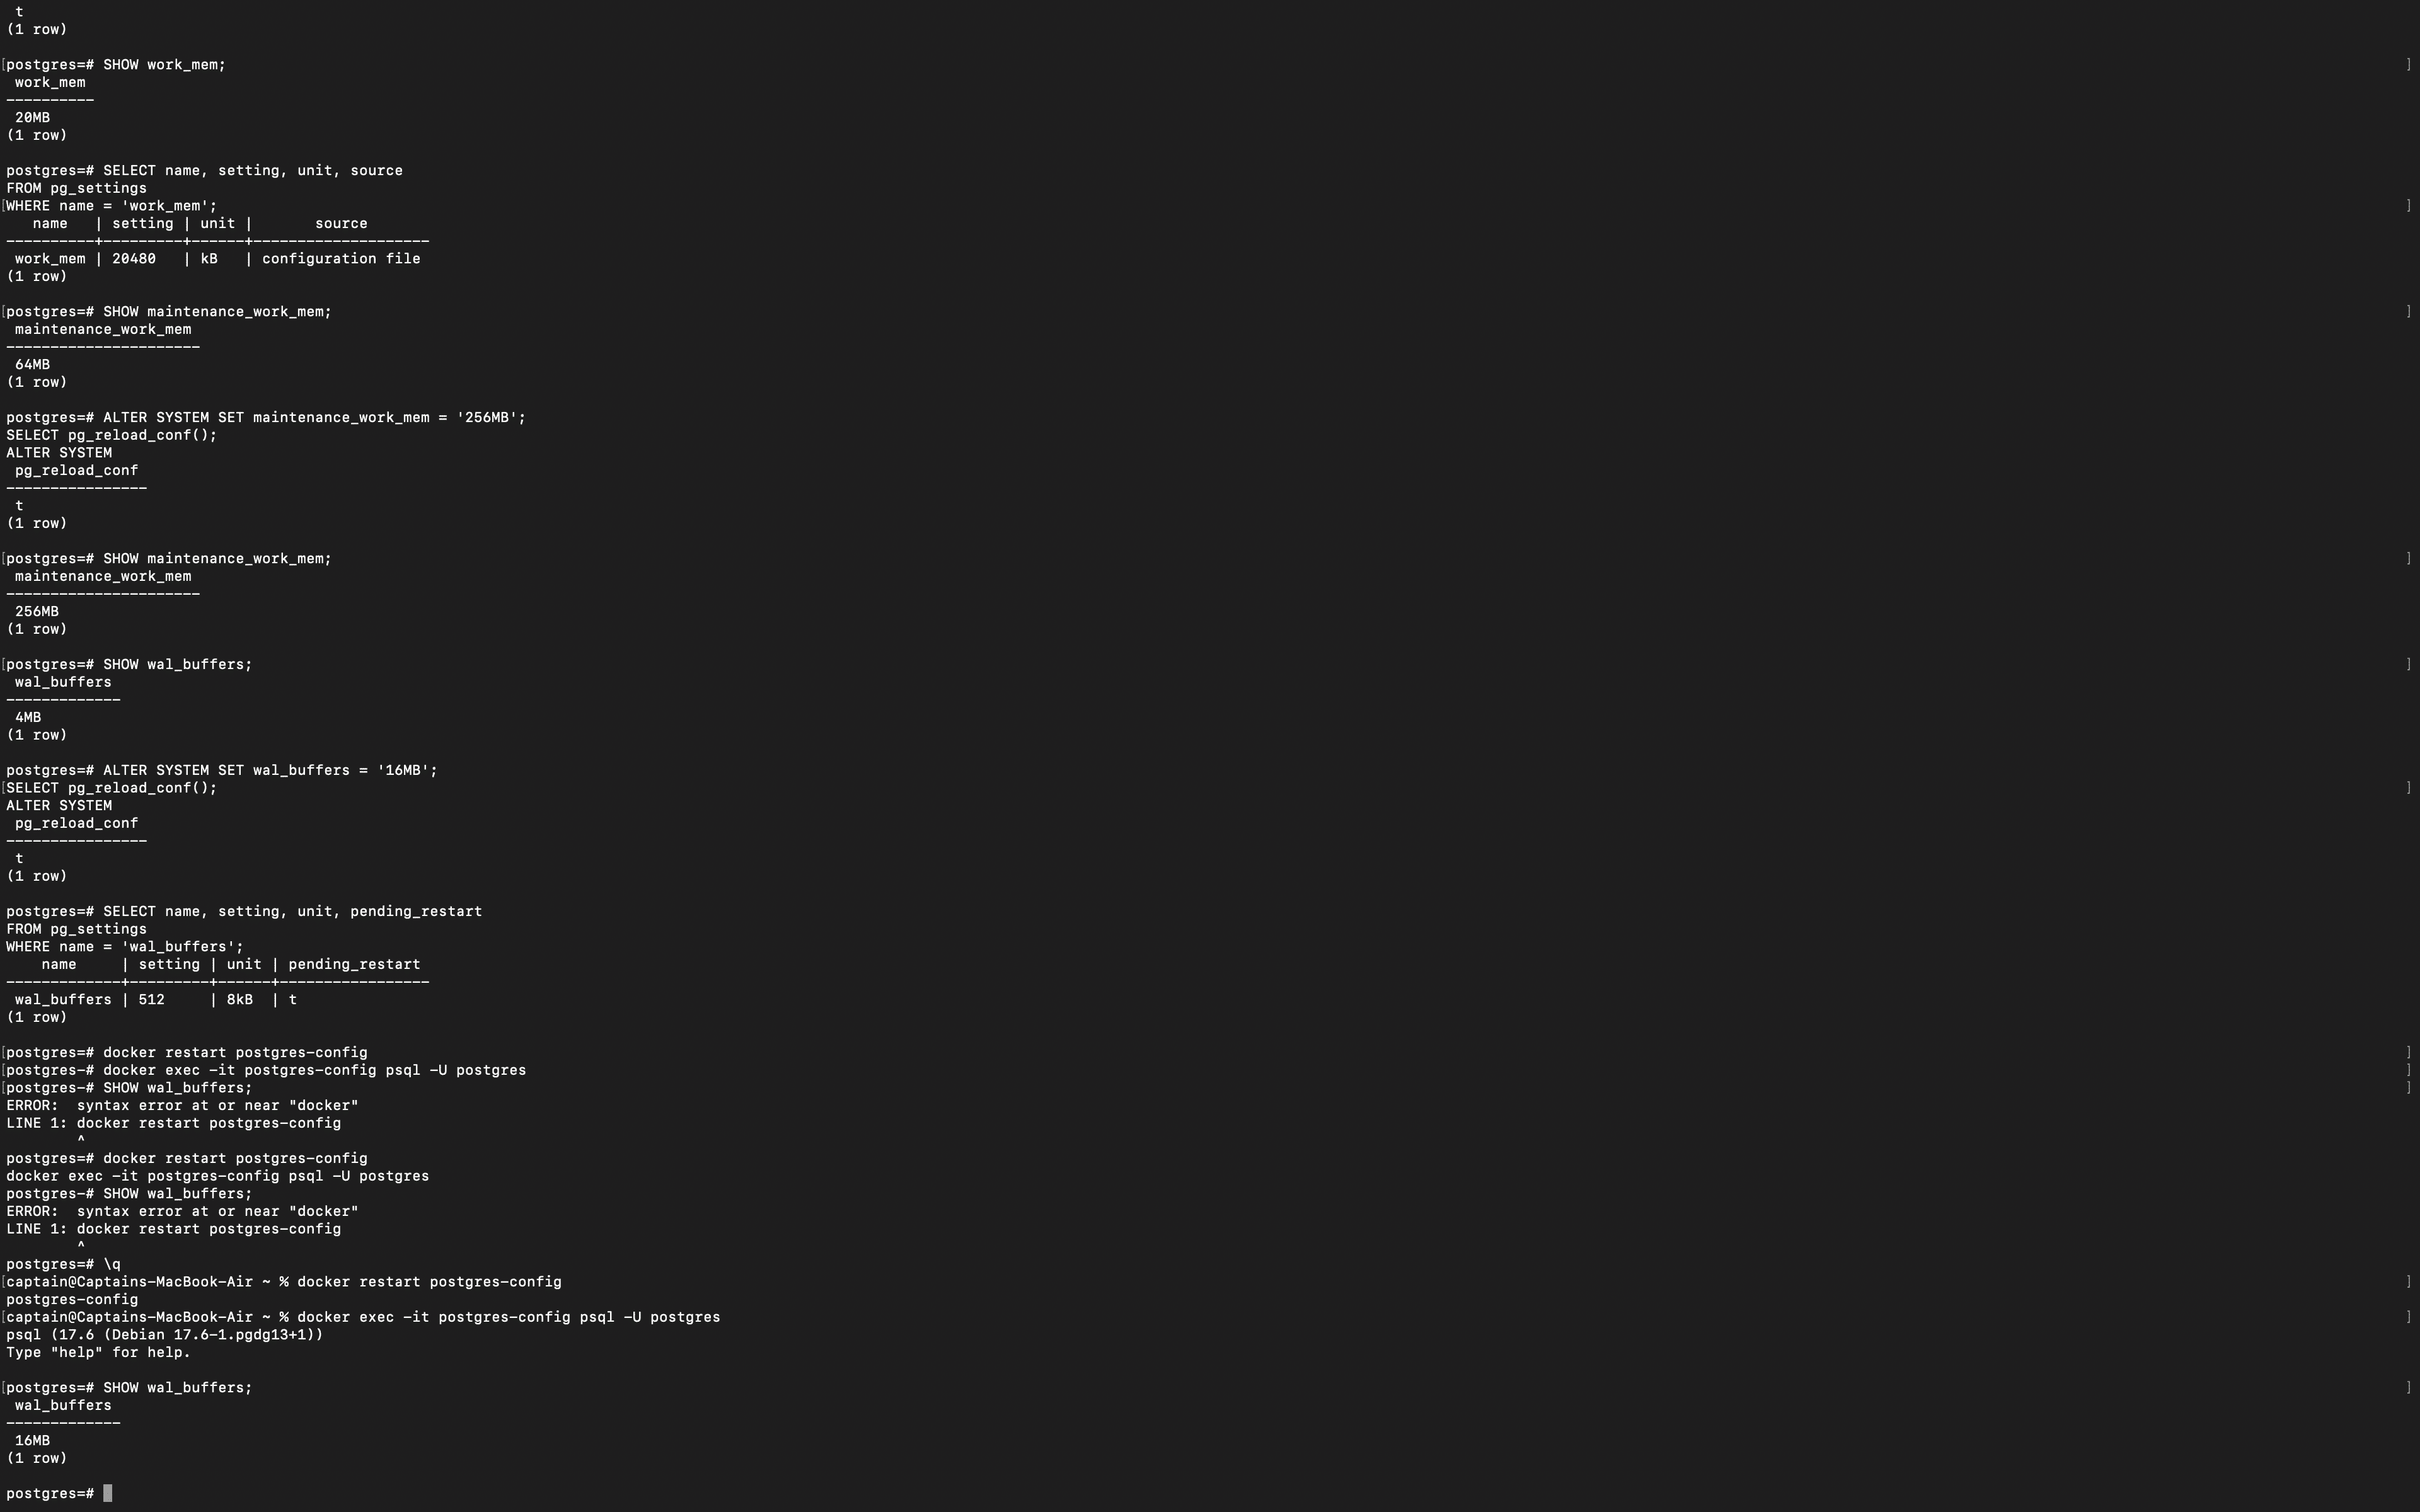 t
(1 row)
[postgres=# SHOW work_mem; ]
work_mem
----------
20MB
(1 row)
postgres=# SELECT name, setting, unit, source
FROM pg_settings
[WHERE name = 'work_mem'; ]
name | setting | unit | source
----------+---------+------+--------------------
work_mem | 20480 | kB | configuration file
(1 row)
[postgres=# SHOW maintenance_work_mem; ]
maintenance_work_mem
----------------------
64MB
(1 row)
postgres=# ALTER SYSTEM SET maintenance_work_mem = '256MB';
SELECT pg_reload_conf();
ALTER SYSTEM
pg_reload_conf
----------------
t
(1 row)
[postgres=# SHOW maintenance_work_mem; ]
maintenance_work_mem
----------------------
256MB
(1 row)
[postgres=# SHOW wal_buffers; ]
wal_buffers
-------------
4MB
(1 row)
postgres=# ALTER SYSTEM SET wal_buffers = '16MB';
[SELECT pg_reload_conf(); ]
ALTER SYSTEM
pg_reload_conf
----------------
t
(1 row)
postgres=# SELECT name, setting, unit, pending_restart
FROM pg_settings
WHERE name = 'wal_buffers';
name | setting | unit | pending_restart
-------------+---------+------+-----------------
wal_buffers | 512 | 8kB | t
(1 row)
[postgres=# docker restart postgres-config ]
[postgres-# docker exec -it postgres-config psql -U postgres ]
[postgres-# SHOW wal_buffers; ]
ERROR:  syntax error at or near "docker"
LINE 1: docker restart postgres-config
^
postgres=# docker restart postgres-config
docker exec -it postgres-config psql -U postgres
postgres-# SHOW wal_buffers;
ERROR:  syntax error at or near "docker"
LINE 1: docker restart postgres-config
^
postgres=# \q
[captain@Captains-MacBook-Air ~ % docker restart postgres-config ]
postgres-config
[captain@Captains-MacBook-Air ~ % docker exec -it postgres-config psql -U postgres ]
psql (17.6 (Debian 17.6-1.pgdg13+1))
Type "help" for help.
[postgres=# SHOW wal_buffers; ]
wal_buffers
-------------
16MB
(1 row)
postgres=#